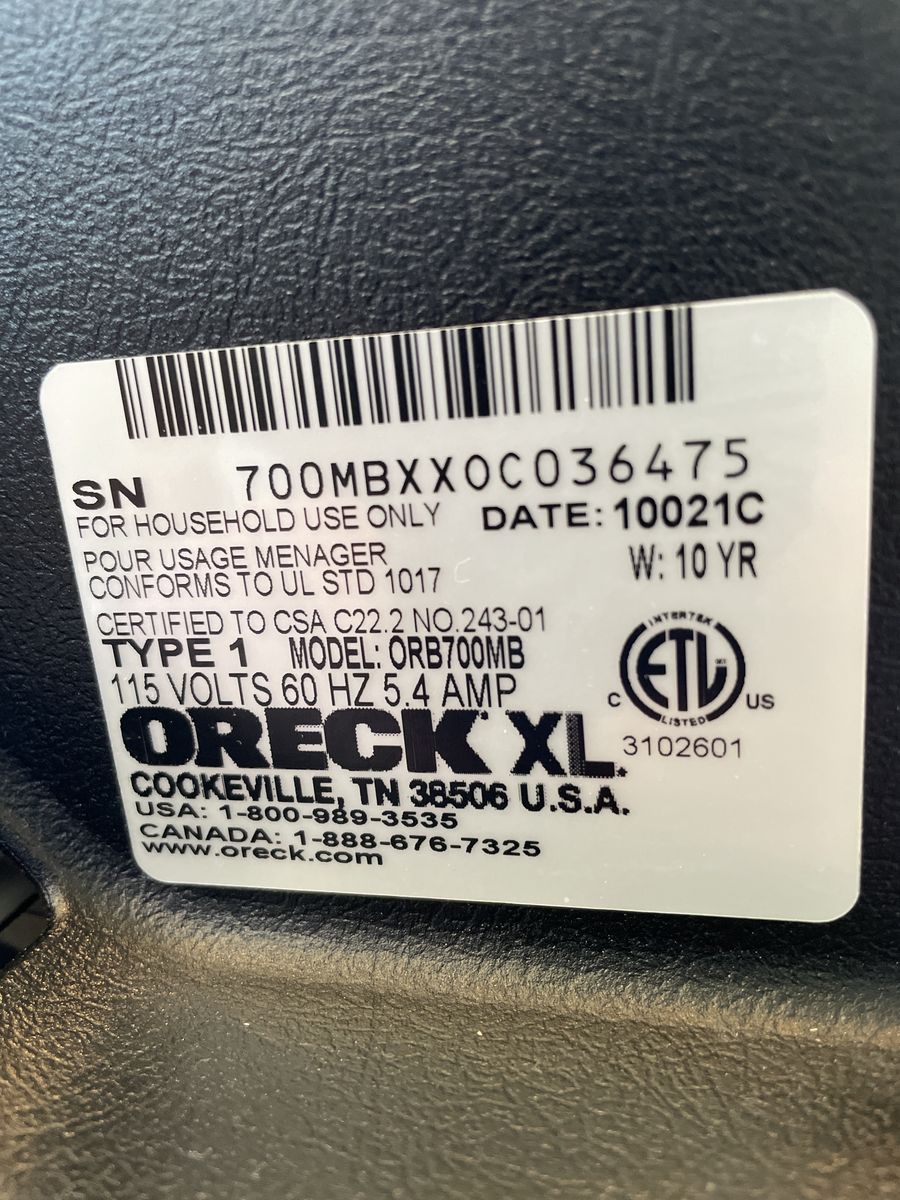 SN 700MBXX0C036475
FOR HOUSEHOLD USE ONLY DATE: 10021C
POUR USAGE MENAGER W: 10 YR
CONFORMS TO UL STD 1017
CERTIFIED TO CSA C22.2 NO.243-01
TYPE 1 MODEL: ORB700MB
115 VOLTS 60 HZ 5.4 AMP
INTERTEK
C ETL US
LISTED
3102601
ORECK XL.
COOKEVILLE, TN 38506 U.S.A.
USA: 1-800-989-3535
CANADA: 1-888-676-7325
www.oreck.com